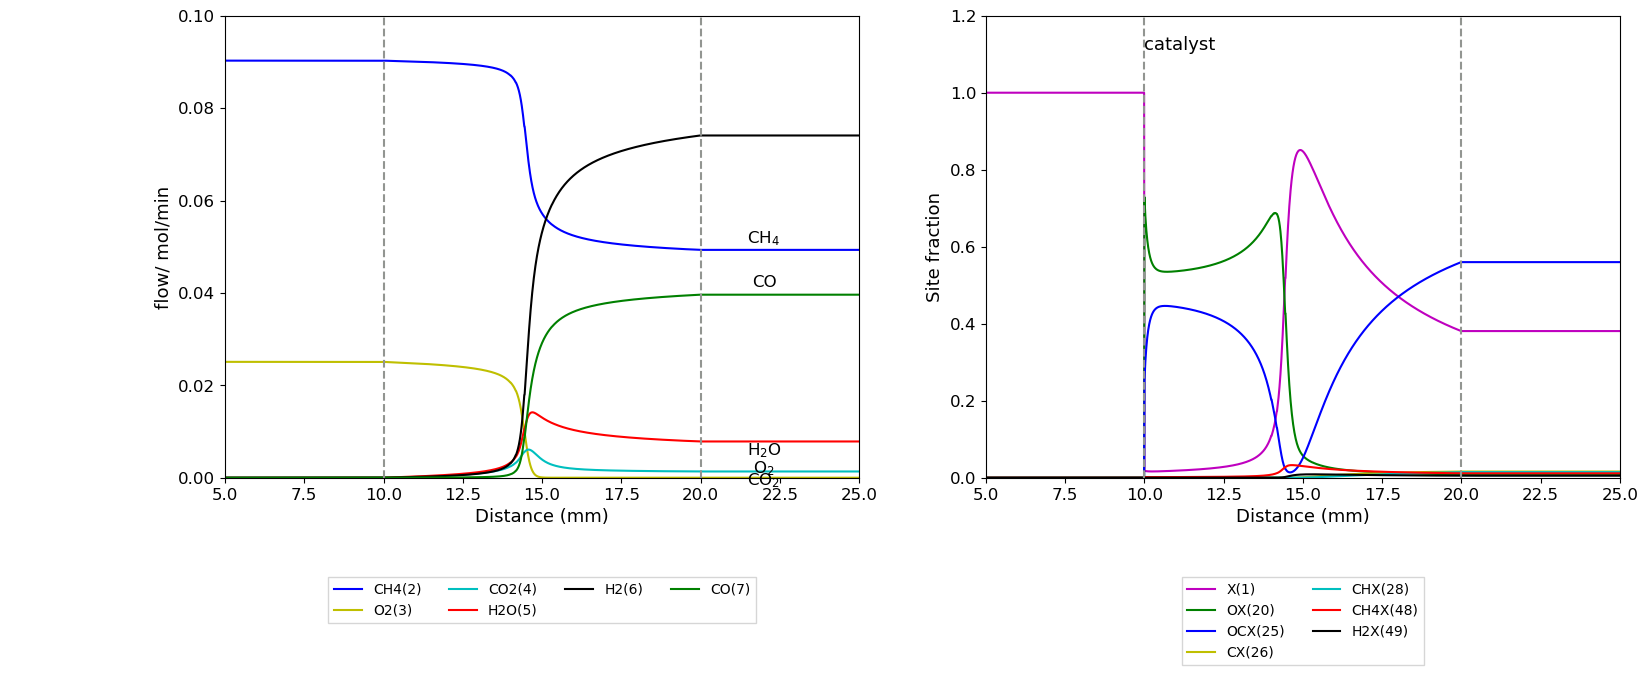 0.10
0.08
0.06
0.04
0.02
0.00
flow/ mol/min
CH4
CO
H2O
O2
CO2
5.0 7.5 10.0 12.5 15.0 17.5 20.0 22.5 25.0
Distance (mm)
CH4(2) CO2(4) H2(6) CO(7)
O2(3) H2O(5)
1.2
1.0
0.8
0.6
0.4
0.2
0.0
Site fraction
catalyst
5.0 7.5 10.0 12.5 15.0 17.5 20.0 22.5 25.0
Distance (mm)
X(1) CHX(28)
OX(20) CH4X(48)
OCX(25) H2X(49)
CX(26)